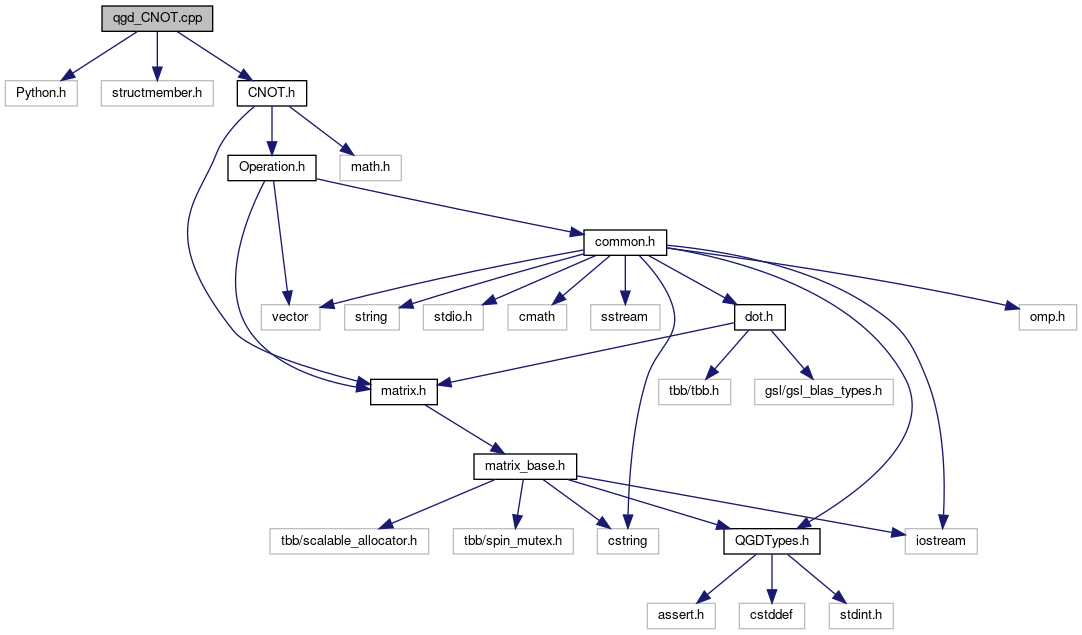 qgd_CNOT.cpp
Python.h
structmember.h
CNOT.h
Operation.h
math.h
common.h
vector
string
stdio.h
cmath
sstream
dot.h
omp.h
matrix.h
tbb/tbb.h
gsl/gsl_blas_types.h
matrix_base.h
tbb/scalable_allocator.h
tbb/spin_mutex.h
cstring
QGDTypes.h
iostream
assert.h
cstddef
stdint.h